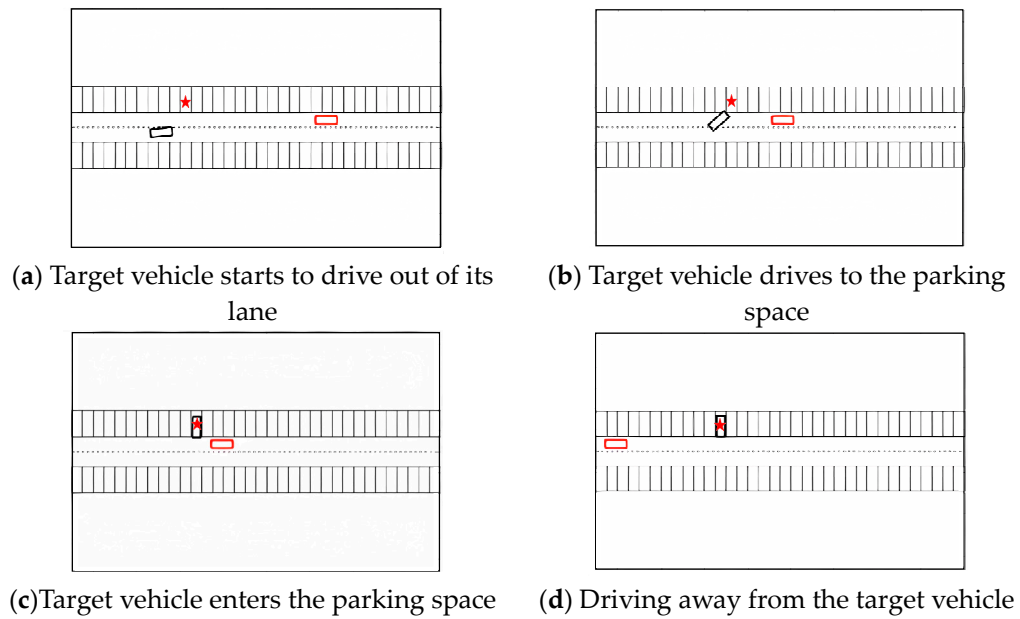 (a) Target vehicle starts to drive out of its
lane
(b) Target vehicle drives to the parking
space
(c)Target vehicle enters the parking space
(d) Driving away from the target vehicle